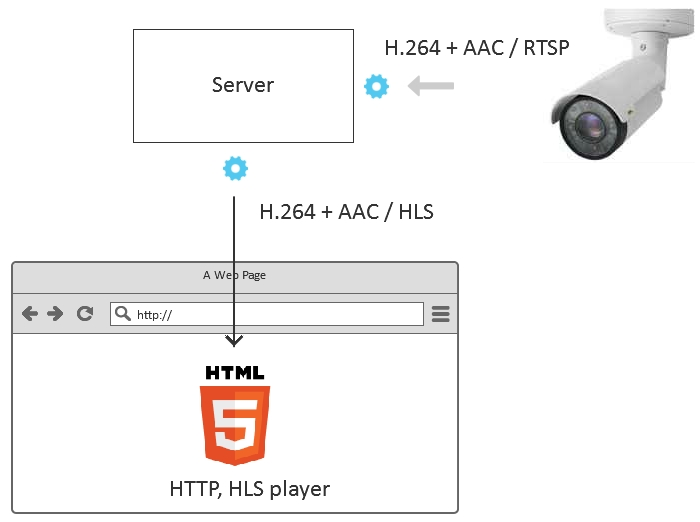 H.264 + AAC / RTSP
Server
H.264 + AAC / HLS
A Web Page
http://
HTML
5
HTTP, HLS player